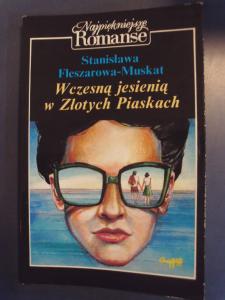 Najpiękniejsze
Romanse
Stanisława
Fleszarowa-Muskat
Wczesną jesienią
w Złotych Piaskach